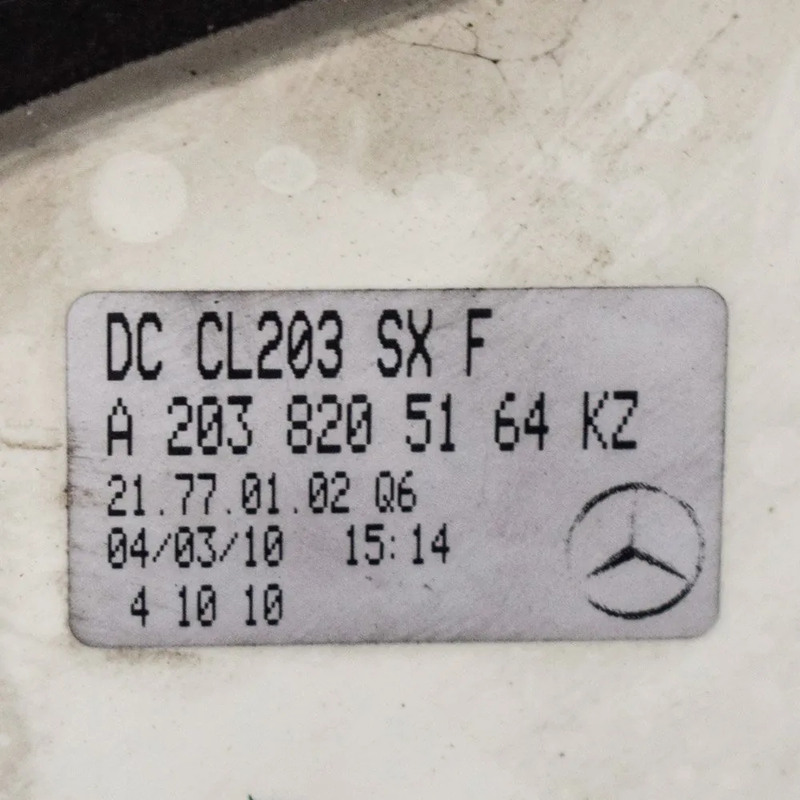 DC CL203 SX F
A 203 820 51 64 KZ
21.77.01.02 Q6
04/03/10 15:14
4 10 10